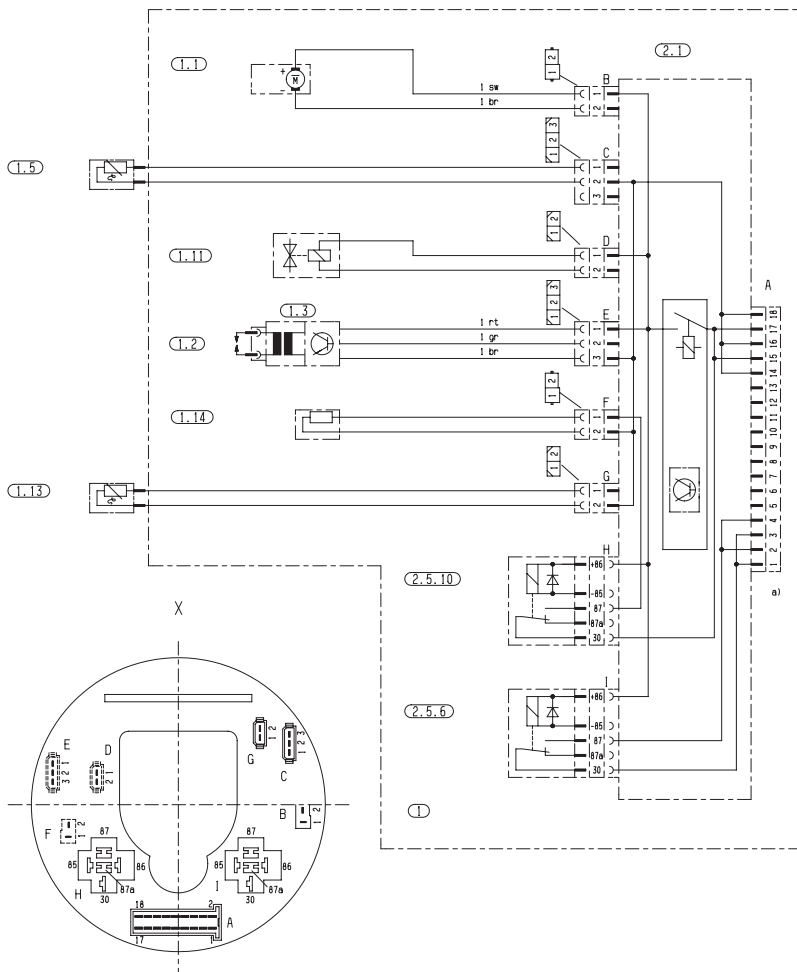 1.1
+
M
-
1 sw
1 br
1 2
B
1
2
2.1
1.5
1 2 3
C
1
2
3
1.11
1 2
D
1
2
A
1.3
1.2
1 2 3
E
1 rt
1 gr
1 br
1
2
3
18
17
16
15
14
13
12
11
10
9
8
7
6
5
4
3
2
1
a)
1.14
1 2
F
1
2
1.13
1 2
G
1
2
2.5.10
H
+86
-85
87
87a
30
2.5.6
I
+86
-85
87
87a
30
1
X
E
3 2 1
D
2 1
G
1 2
C
1 2 3
B
1 2
F
1 2
87
85
86
87a
H
30
87
85
86
87a
I
30
18
2
A
17
1